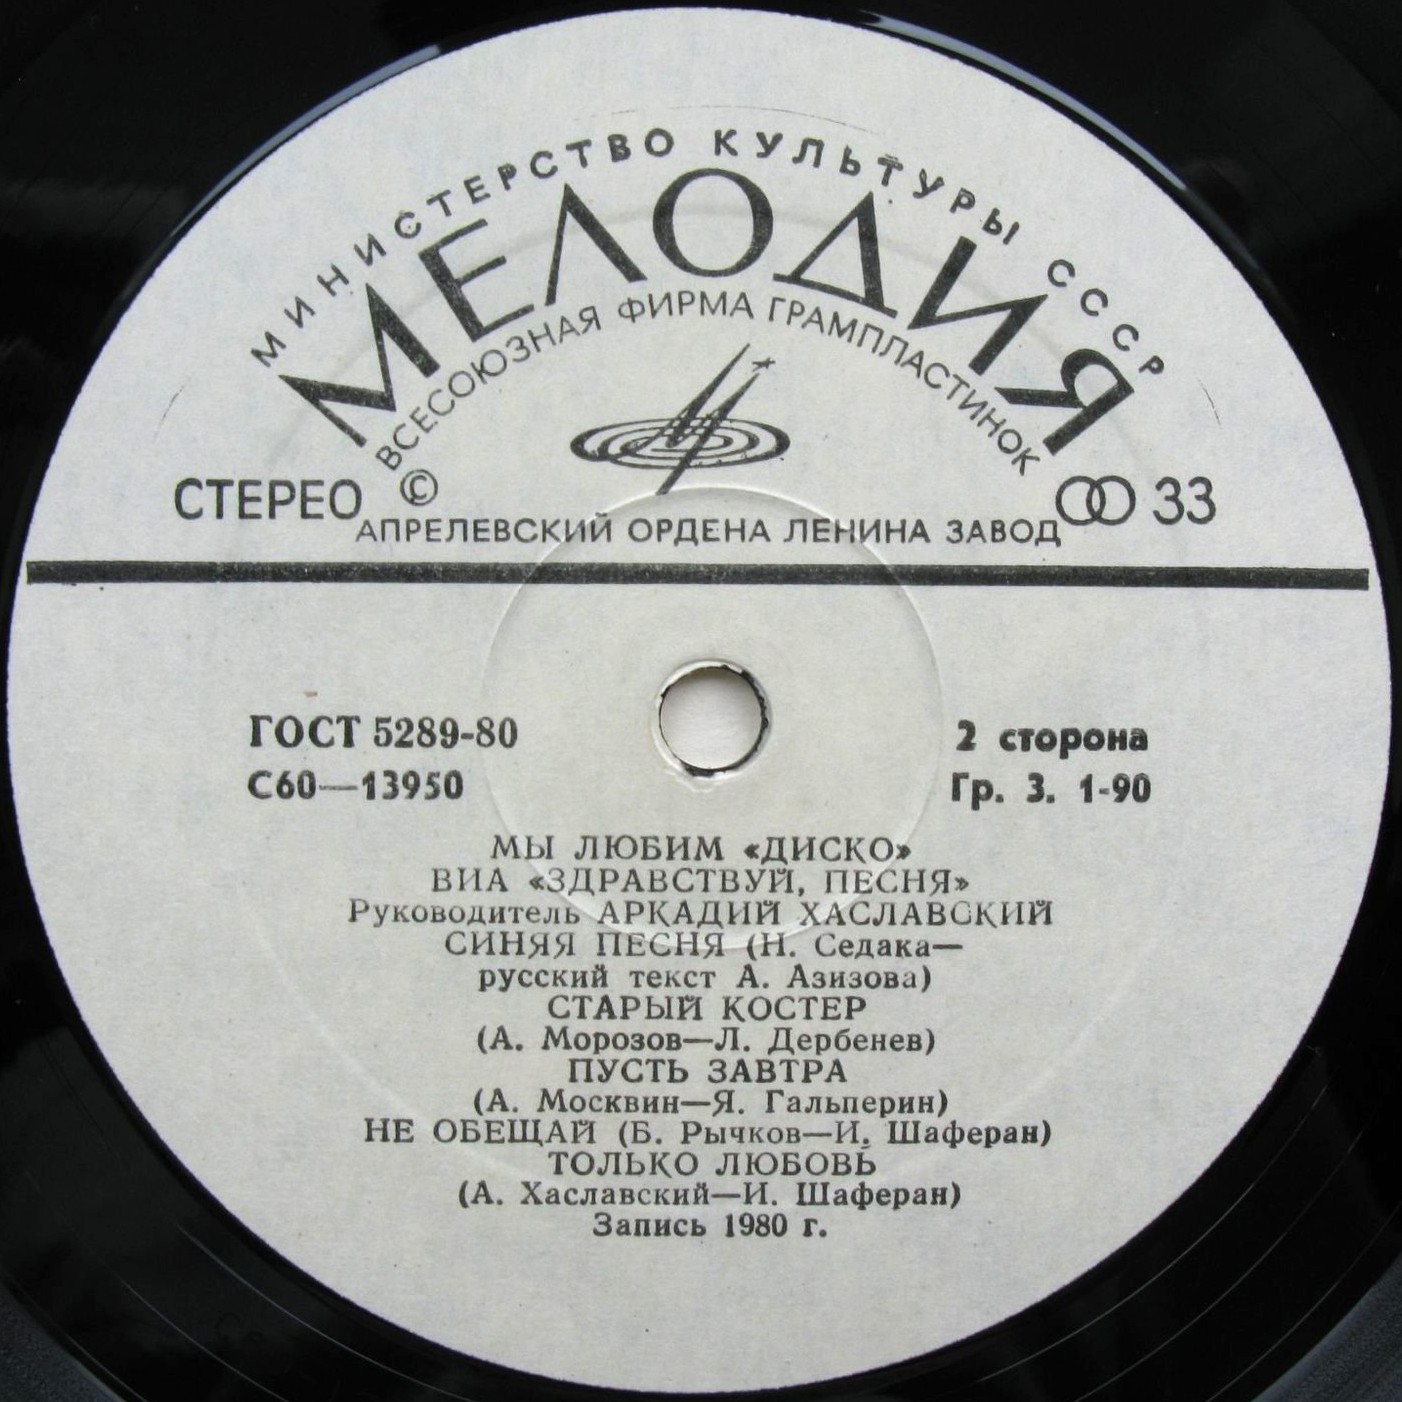 МИНИСТЕРСТВО КУЛЬТУРЫ СССР
МЕЛОДИЯ
ВСЕСОЮЗНАЯ ФИРМА ГРАМПЛАСТИНОК
СТЕРЕО © 33
АПРЕЛЕВСКИЙ ОРДЕНА ЛЕНИНА ЗАВОД
ГОСТ 5289-80
С60—13950
2 сторона
Гр. 3. 1-90
МЫ ЛЮБИМ «ДИСКО»
ВИА «ЗДРАВСТВУЙ, ПЕСНЯ»
Руководитель АРКАДИЙ ХАСЛАВСКИЙ
СИНЯЯ ПЕСНЯ (Н. Седака—
русский текст А. Азизова)
СТАРЫЙ КОСТЕР
(А. Морозов—Л. Дербенев)
ПУСТЬ ЗАВТРА
(А. Москвин—Я. Гальперин)
НЕ ОБЕЩАЙ (Б. Рычков—И. Шаферан)
ТОЛЬКО ЛЮБОВЬ
(А. Хаславский—И. Шаферан)
Запись 1980 г.